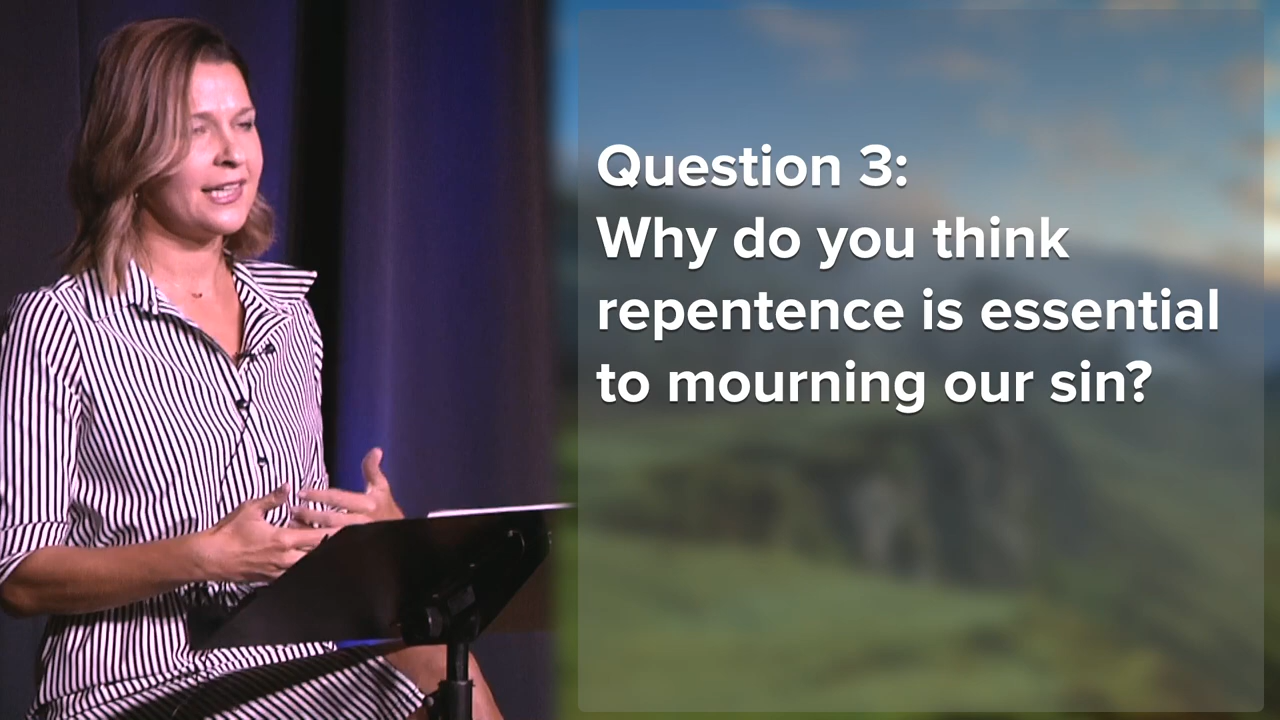 Question 3:
Why do you think
repentence is essential
to mourning our sin?